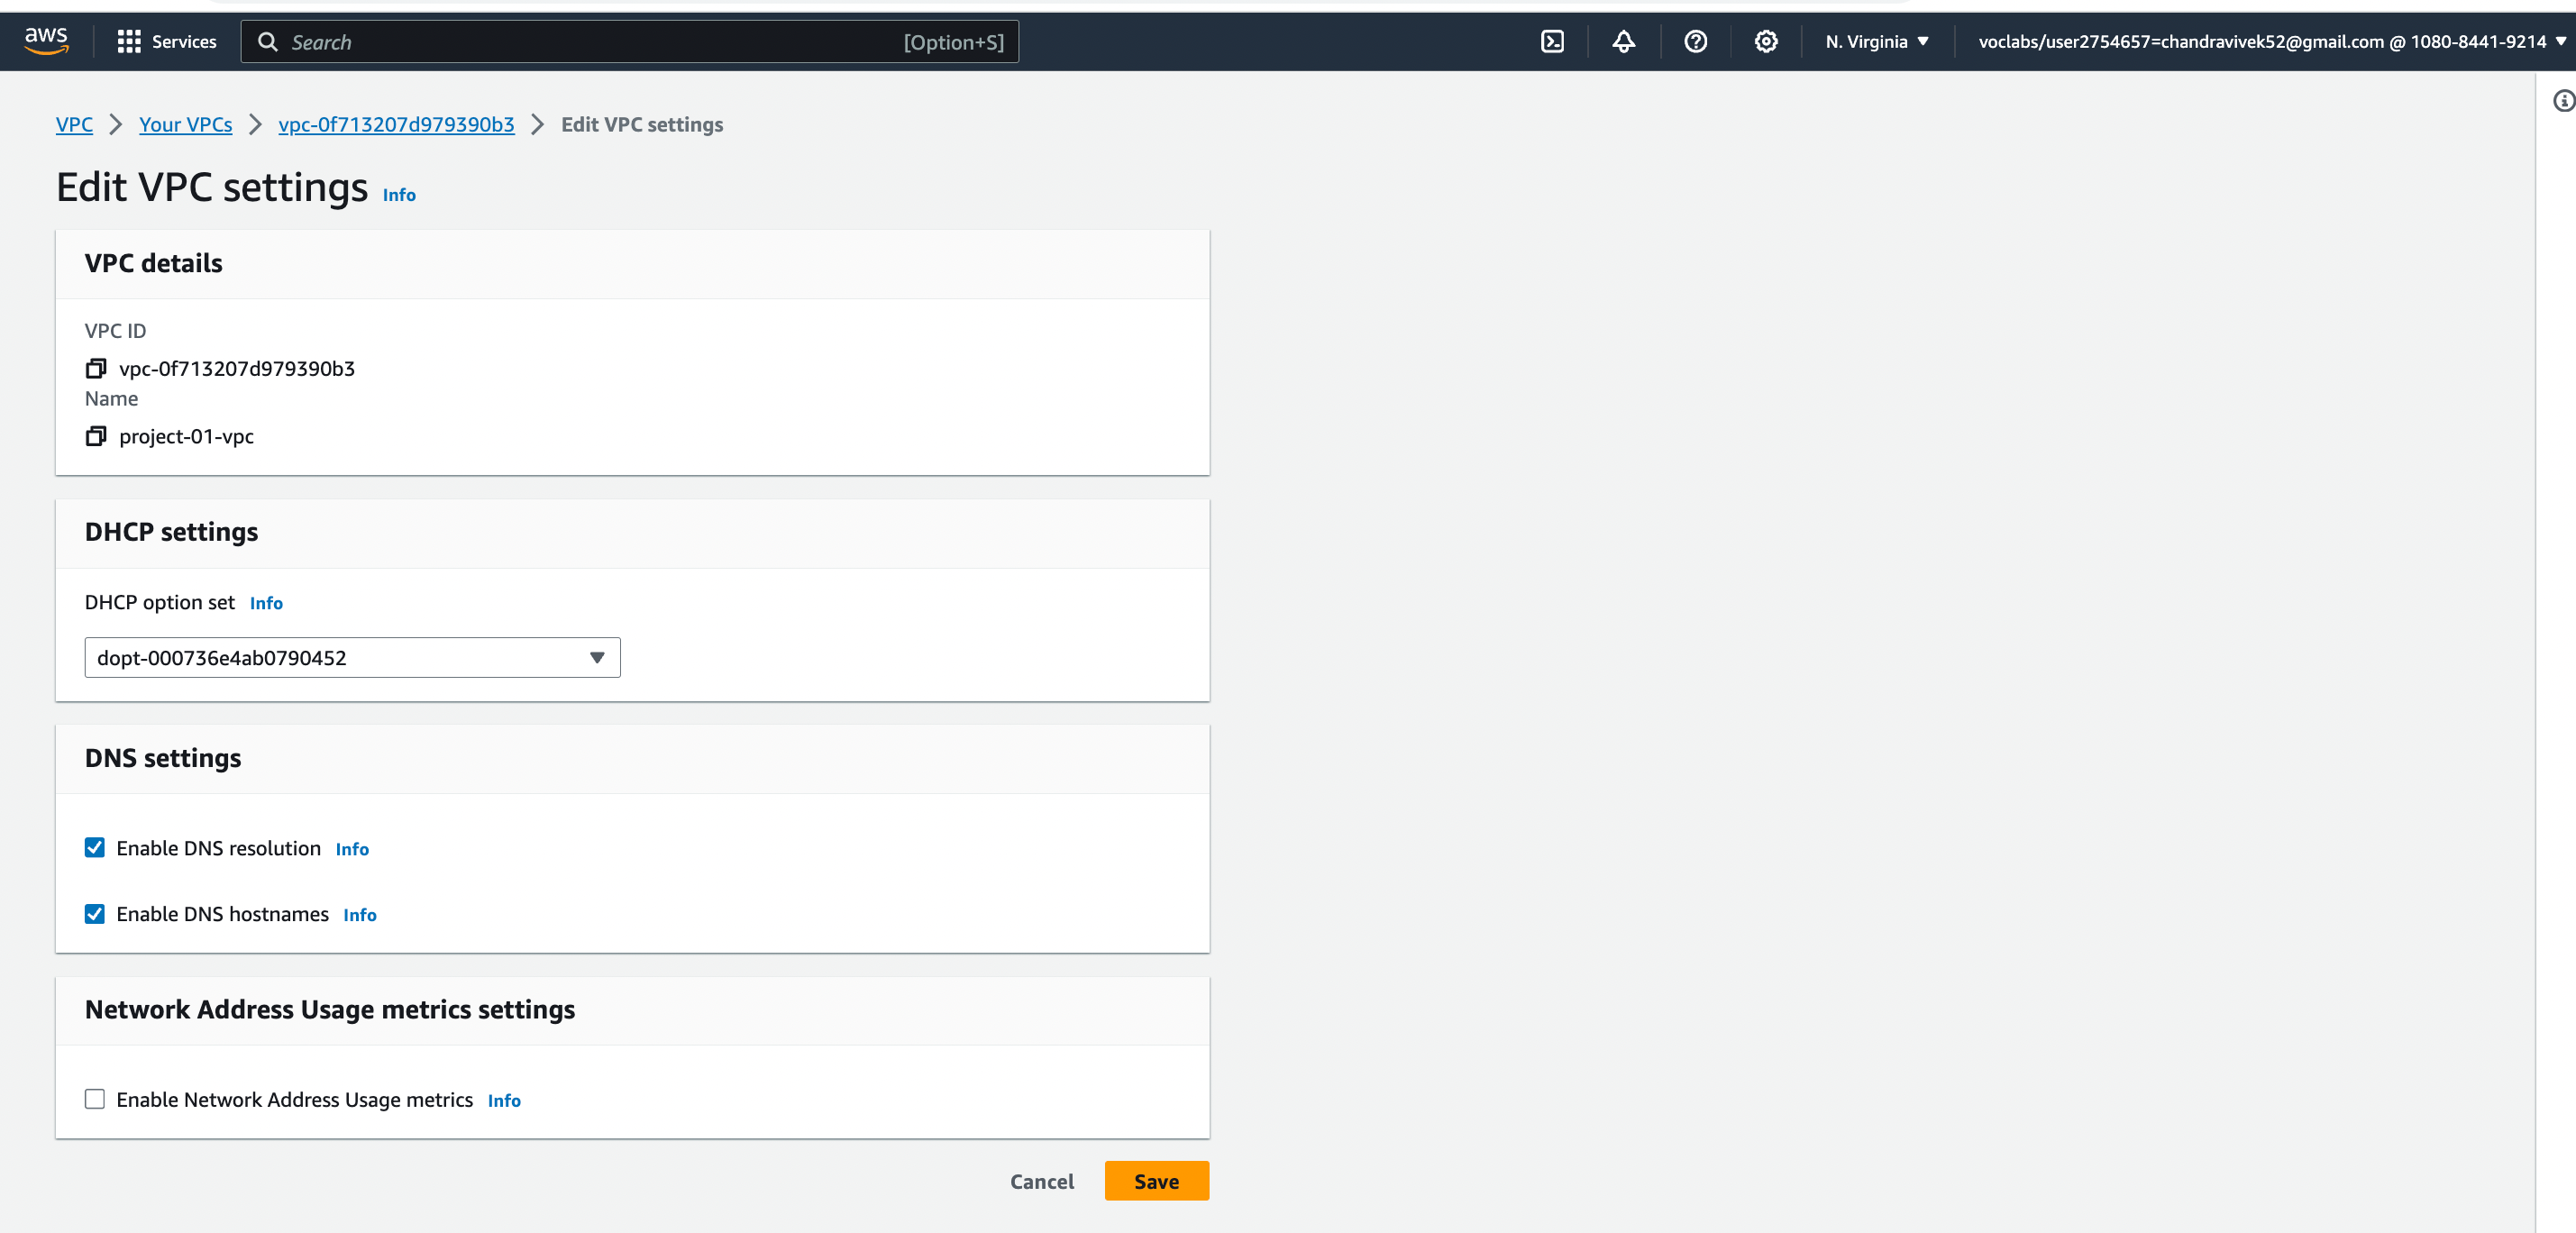 aws
Services
Search
[Option+S]
N. Virginia
voclabs/user2754657=chandravivek52@gmail.com @ 1080-8441-9214
VPC
Your VPCs
vpc-0f713207d979390b3
Edit VPC settings
Edit VPC settings Info
VPC details
VPC ID
vpc-0f713207d979390b3
Name
project-01-vpc
DHCP settings
DHCP option set Info
dopt-000736e4ab0790452
DNS settings
Enable DNS resolution Info
Enable DNS hostnames Info
Network Address Usage metrics settings
Enable Network Address Usage metrics Info
Cancel
Save